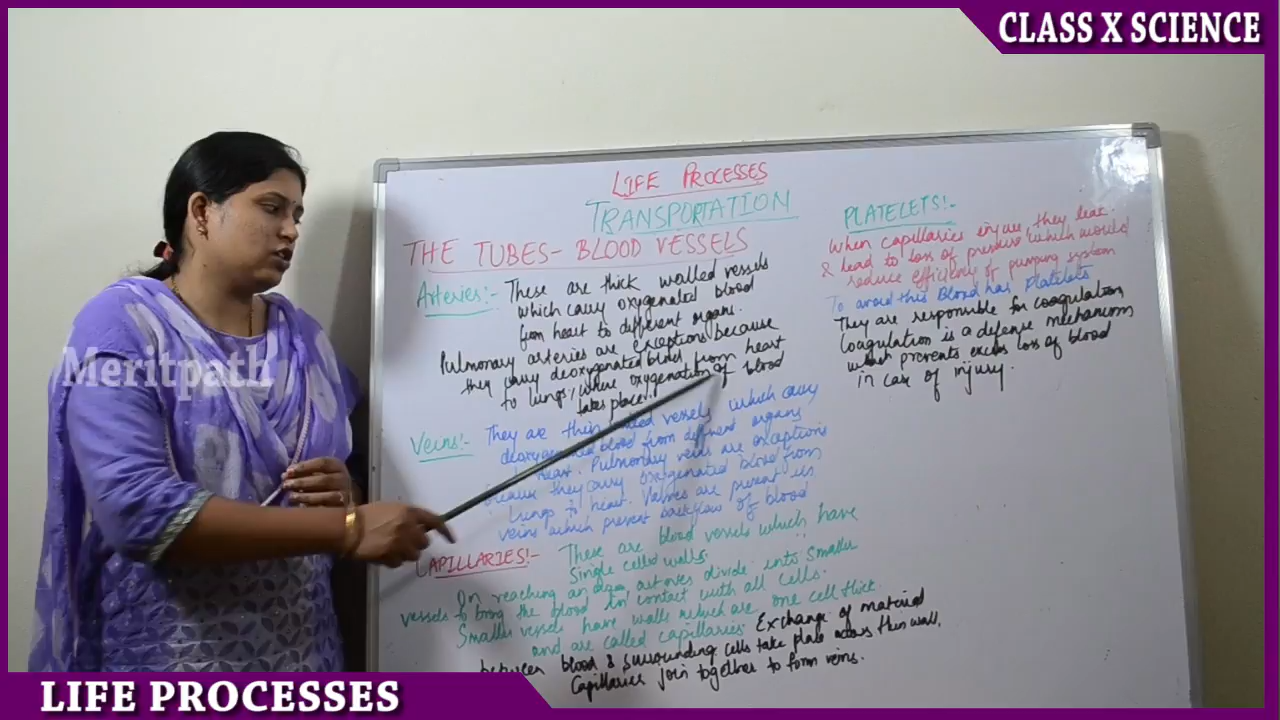 CLASS X SCIENCE
LIFE PROCESSES
TRANSPORTATION
THE TUBES- BLOOD VESSELS
Arteries:- These are thick walled vessels
which carry oxygenated blood
from heart to different organs.
Pulmonary arteries are exceptions because
they carry deoxygenated blood from heart
to lungs, where oxygenation of blood
takes place.
Veins:- They are thin walled vessels which carry
deoxygenated blood from different organs
heart. Pulmonary veins are exceptions
because they carry oxygenated blood from
Lungs to heart. Valves are present in
veins which prevent backflow of blood
CAPILLARIES:- These are blood vessels which have
Single celled walls.
On reaching an organ arteries divide into Smaller
vessels to bring the blood in contact with all cells.
Smallest vessels have walls which are one cell thick
and are called capillaries. Exchange of material
between blood & surrounding cells take place across thin wall.
Capillaries join together to form veins.
PLATELETS:-
When capillaries injure, they leak
& lead to loss of pressure which would
reduce efficiency of pumping system
To avoid this Blood has Platelets
They are responsible for coagulation
Coagulation is a defense mechanism
prevents excess loss of blood
in case of injury.
Meritpath
LIFE PROCESSES